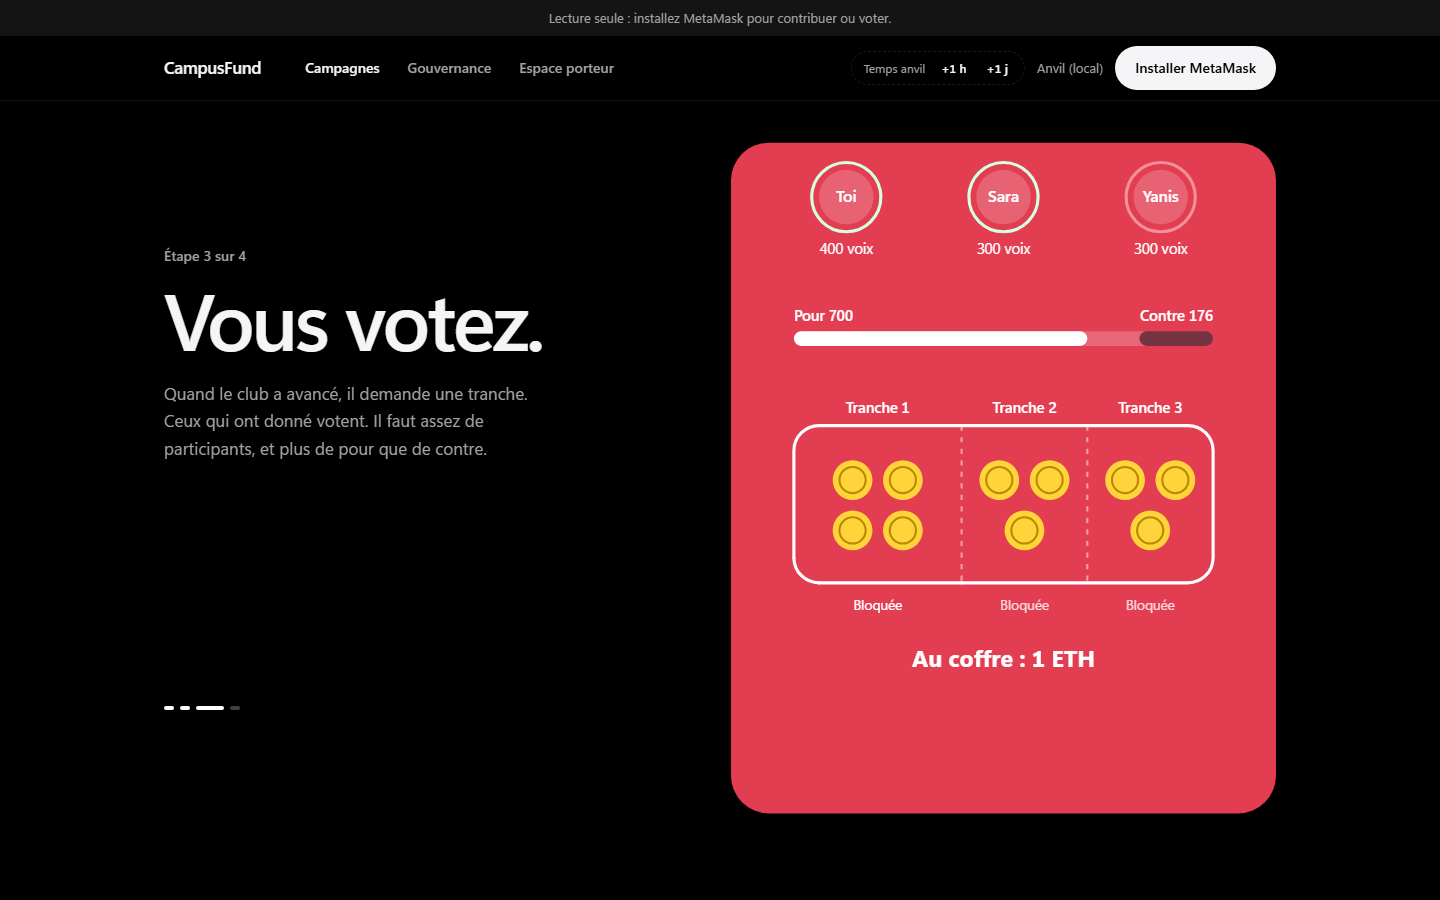 Lecture seule : installez MetaMask pour contribuer ou voter.
CampusFund Campagnes Gouvernance Espace porteur Temps anvil +1 h +1 j Anvil (local) Installer MetaMask
Étape 3 sur 4
Vous votez.
Quand le club a avancé, il demande une tranche.
Ceux qui ont donné votent. Il faut assez de
participants, et plus de pour que de contre.
Toi Sara Yanis
400 voix 300 voix 300 voix
Pour 700 Contre 176
Tranche 1 Tranche 2 Tranche 3
Bloquée Bloquée Bloquée
Au coffre : 1 ETH